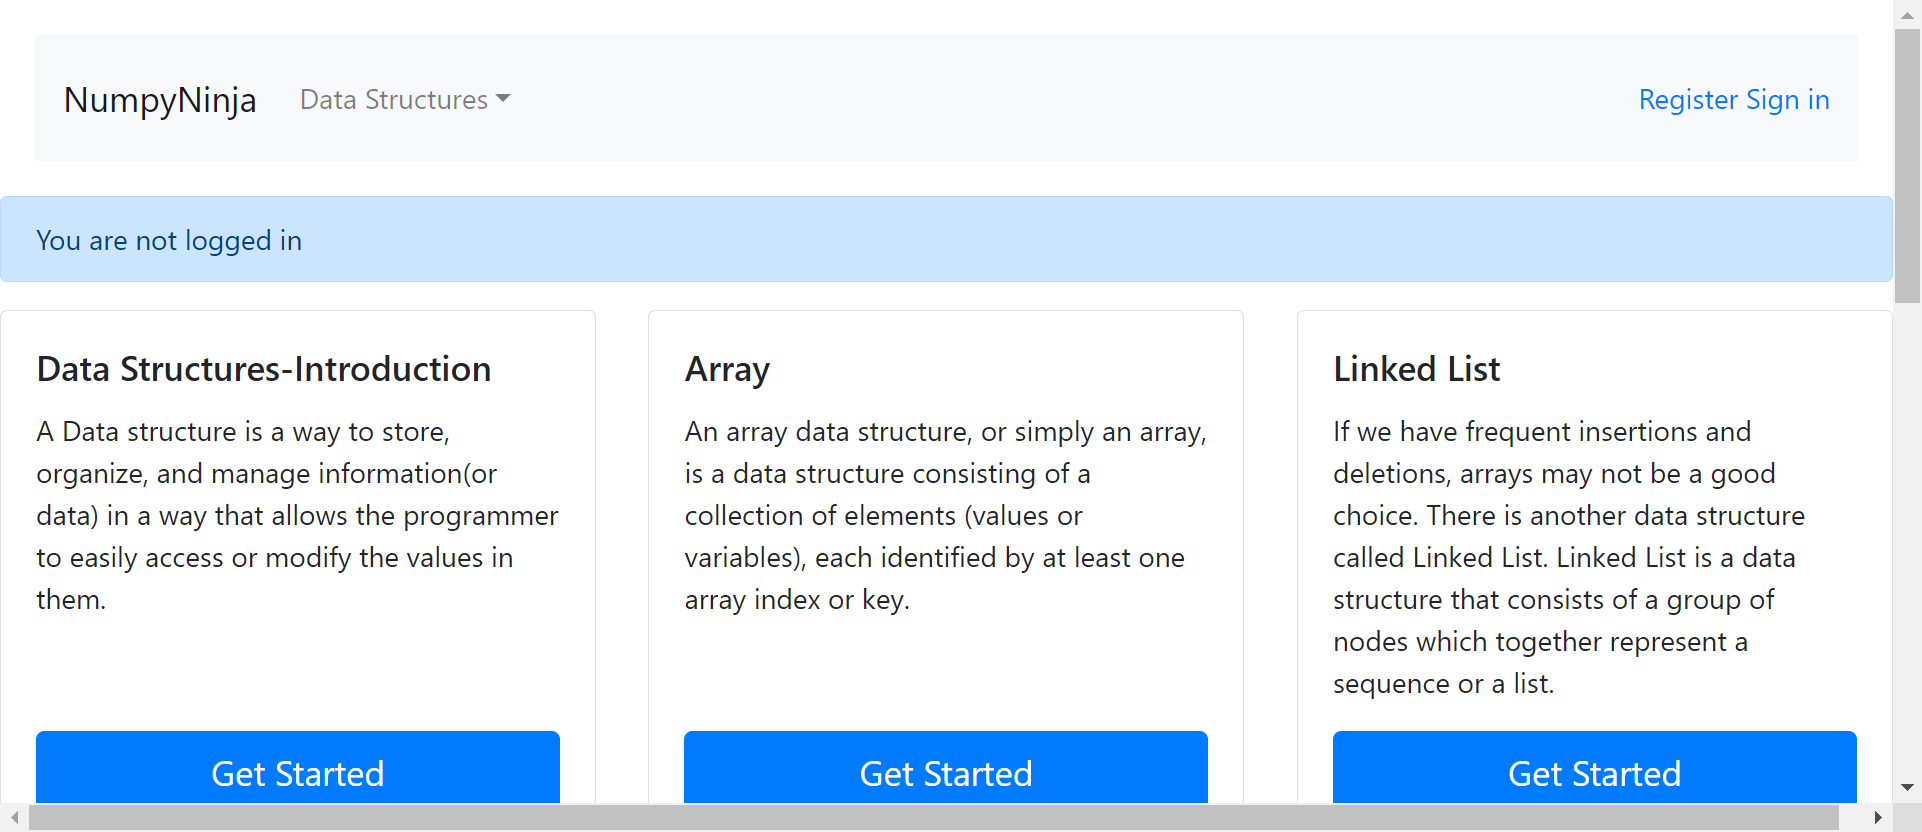 NumpyNinja
Data Structures
Register Sign in
You are not logged in
Data Structures-Introduction
A Data structure is a way to store,
organize, and manage information(or
data) in a way that allows the programmer
to easily access or modify the values in
them.
Get Started
Array
An array data structure, or simply an array,
is a data structure consisting of a
collection of elements (values or
variables), each identified by at least one
array index or key.
Get Started
Linked List
If we have frequent insertions and
deletions, arrays may not be a good
choice. There is another data structure
called Linked List. Linked List is a data
structure that consists of a group of
nodes which together represent a
sequence or a list.
Get Started